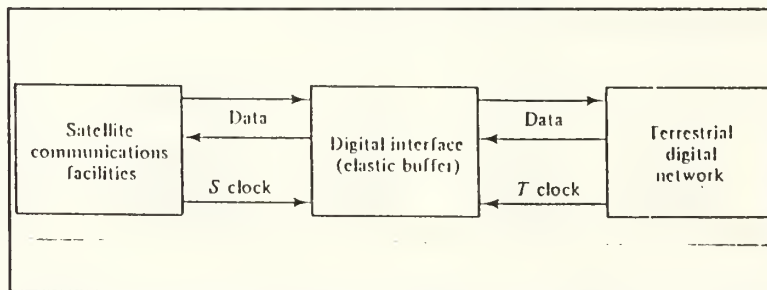 Satellite
communications
facilities
Data
S clock
Digital interface
(elastic buffer)
Data
T clock
Terrestrial
digital
network